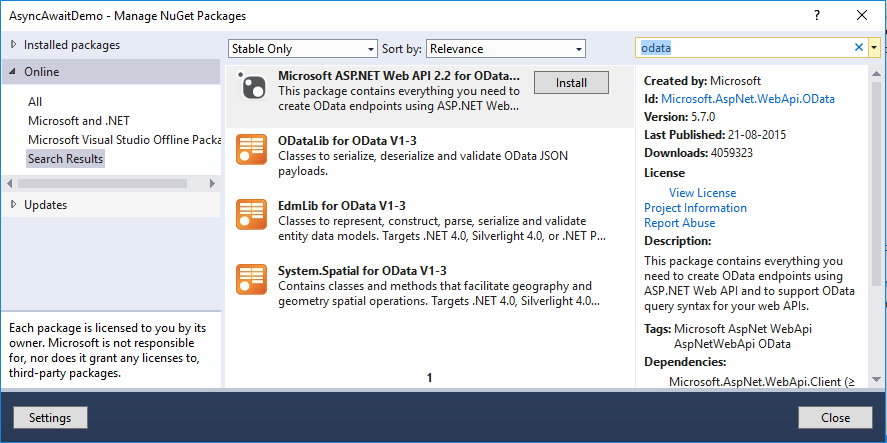 AsyncAwaitDemo - Manage NuGet Packages
Installed packages
Online
All
Microsoft and .NET
Microsoft Visual Studio Offline Packa
Search Results
Updates
Each package is licensed to you by its
owner. Microsoft is not responsible
for, nor does it grant any licenses to,
third-party packages.
Stable Only
Sort by: Relevance
Microsoft ASP.NET Web API 2.2 for OData...
This package contains everything you need to
create OData endpoints using ASP.NET Web...
Install
ODataLib for OData V1-3
Classes to serialize, deserialize and validate OData JSON
payloads.
EdmLib for OData V1-3
Classes to represent, construct, parse, serialize and validate
entity data models. Targets .NET 4.0, Silverlight 4.0, or .NET P...
System.Spatial for OData V1-3
Contains classes and methods that facilitate geography and
geometry spatial operations. Targets .NET 4.0, Silverlight 4.0...
1
odata
Created by: Microsoft
Id: Microsoft.AspNet.WebApi.OData
Version: 5.7.0
Last Published: 21-08-2015
Downloads: 4059323
License
View License
Project Information
Report Abuse
Description:
This package contains everything you
need to create OData endpoints using
ASP.NET Web API and to support OData
query syntax for your web APIs.
Tags: Microsoft AspNet WebApi
AspNetWebApi OData
Dependencies:
Microsoft.AspNet.WebApi.Client (≥
Settings
Close